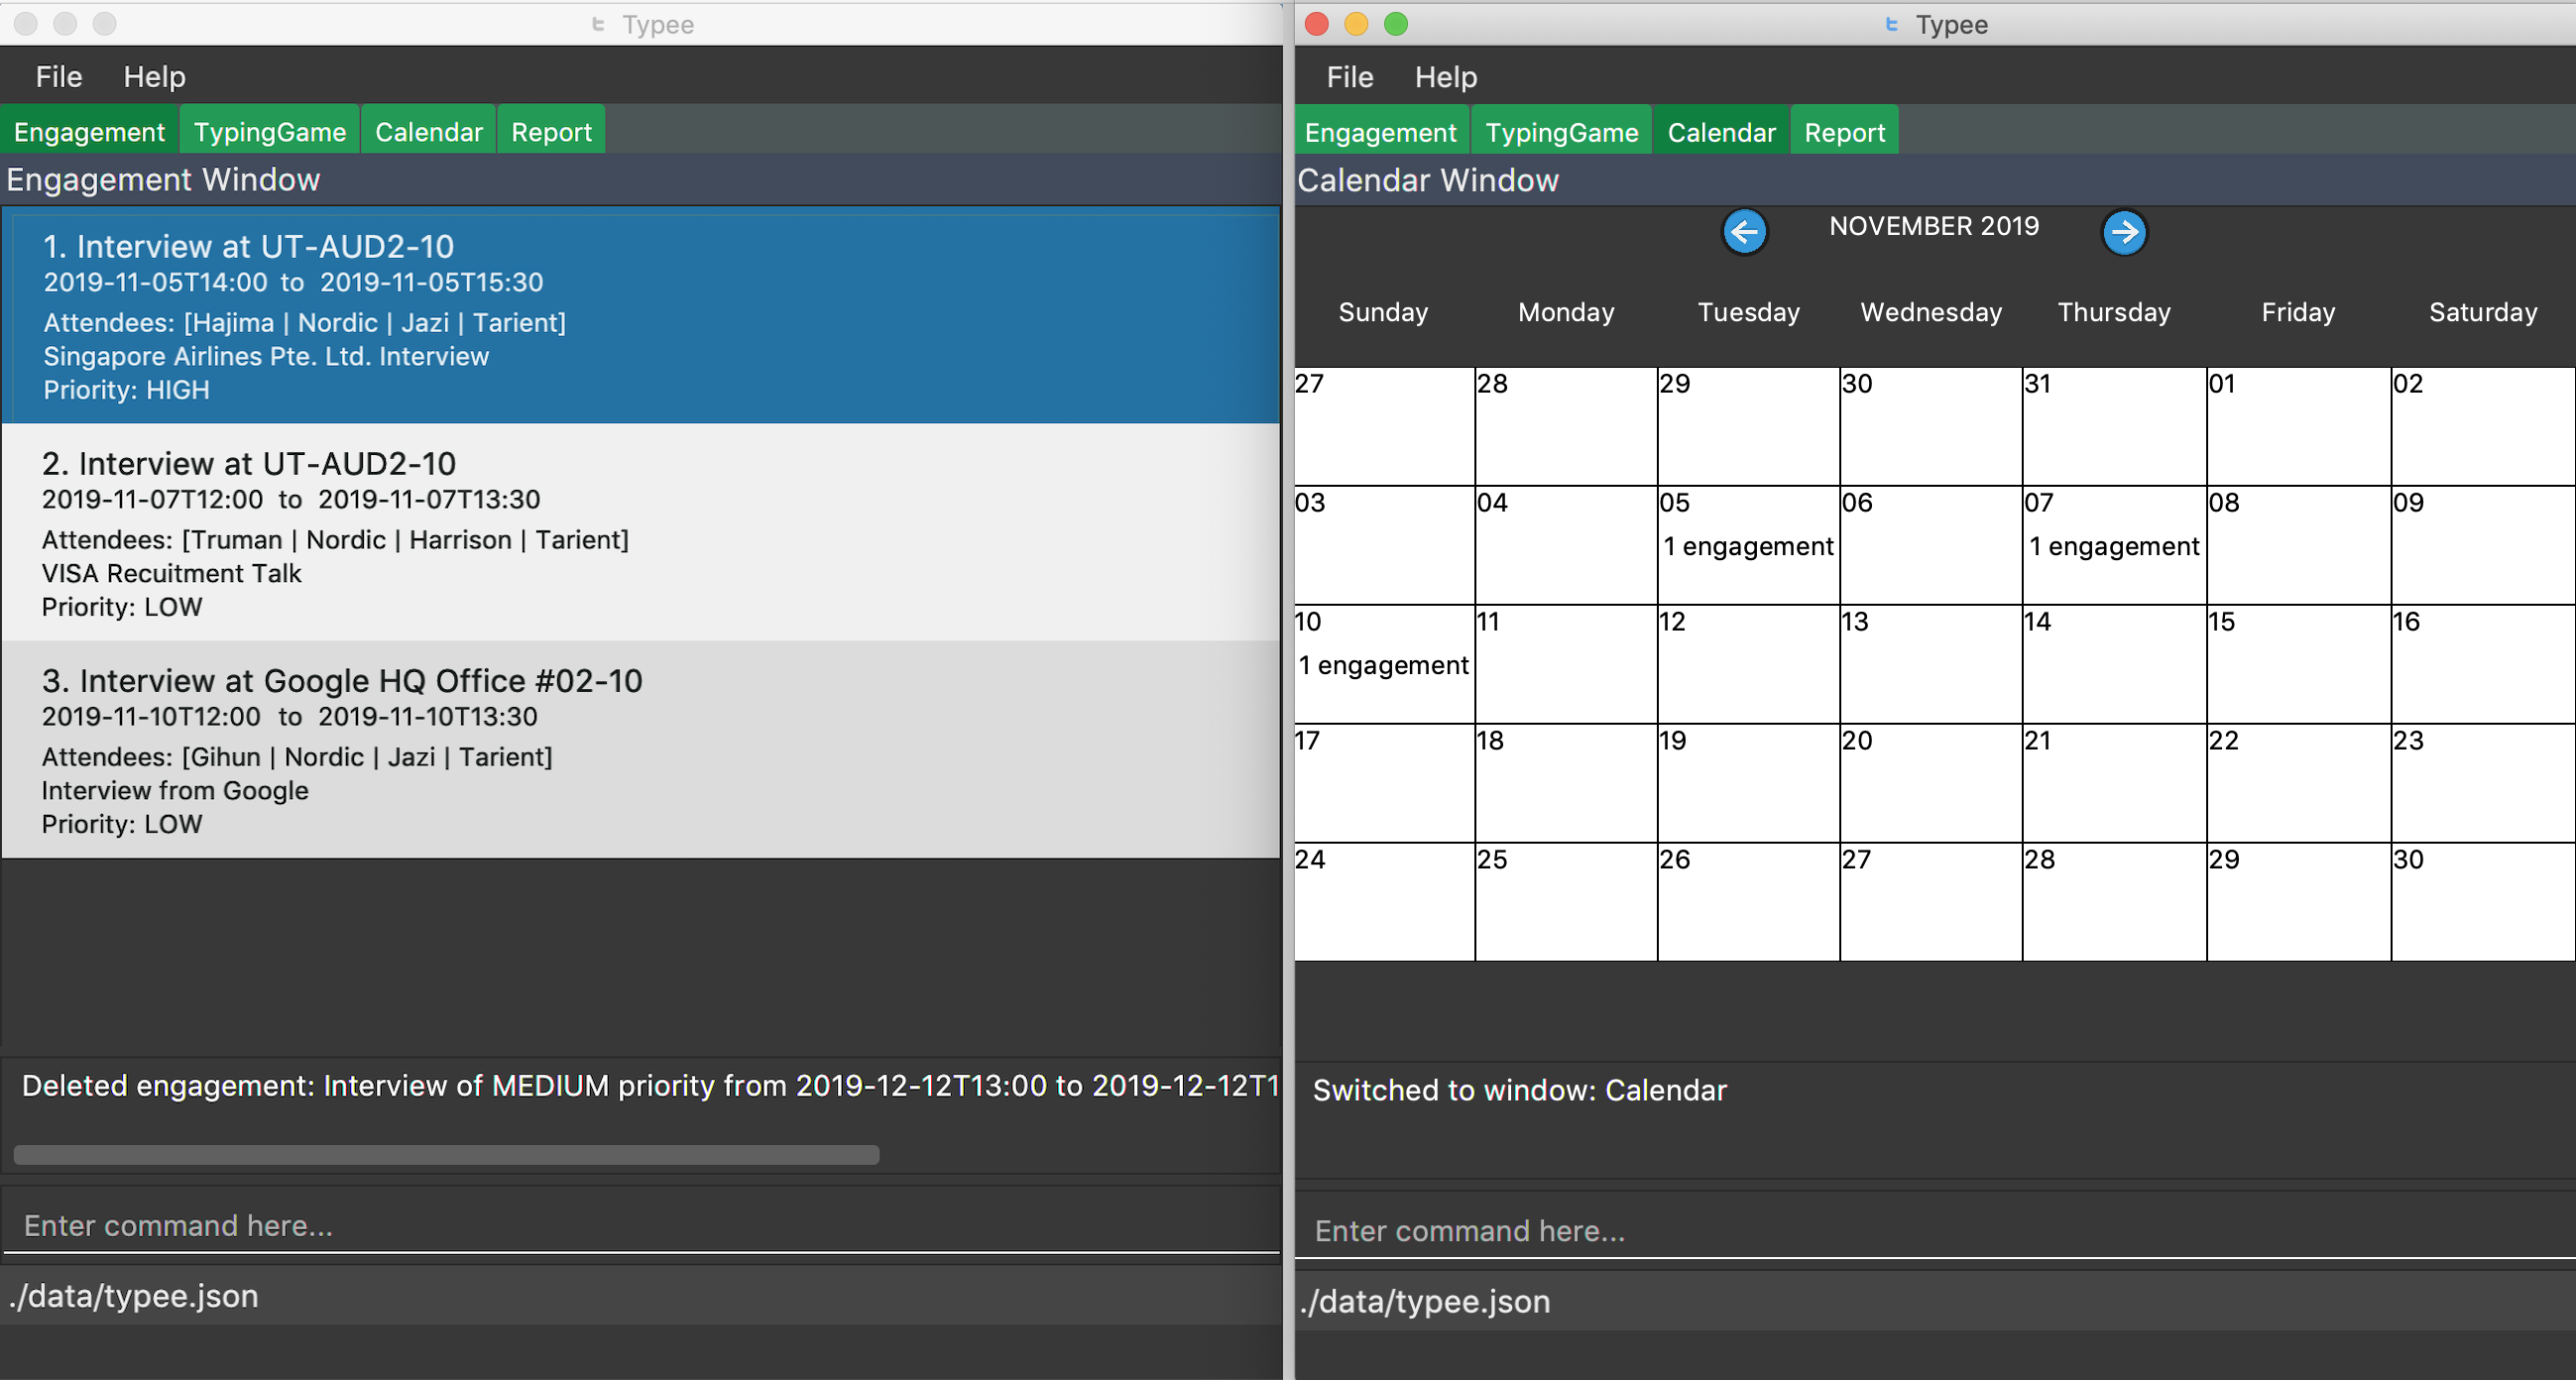 Typee
File Help
Engagement TypingGame Calendar Report
Engagement Window
1. Interview at UT-AUD2-10
2019-11-05T14:00 to 2019-11-05T15:30
Attendees: [Hajima | Nordic | Jazi | Tarient]
Singapore Airlines Pte. Ltd. Interview
Priority: HIGH
2. Interview at UT-AUD2-10
2019-11-07T12:00 to 2019-11-07T13:30
Attendees: [Truman | Nordic | Harrison | Tarient]
VISA Recuitment Talk
Priority: LOW
3. Interview at Google HQ Office #02-10
2019-11-10T12:00 to 2019-11-10T13:30
Attendees: [Gihun | Nordic | Jazi | Tarient]
Interview from Google
Priority: LOW
Deleted engagement: Interview of MEDIUM priority from 2019-12-12T13:00 to 2019-12-12T1
Enter command here...
./data/typee.json
Typee
File Help
Engagement TypingGame Calendar Report
Calendar Window
NOVEMBER 2019
Sunday Monday Tuesday Wednesday Thursday Friday Saturday
27 28 29 30 31 01 02
03 04 05 06 07 08 09
1 engagement 1 engagement
10 11 12 13 14 15 16
1 engagement
17 18 19 20 21 22 23
24 25 26 27 28 29 30
Switched to window: Calendar
Enter command here...
./data/typee.json